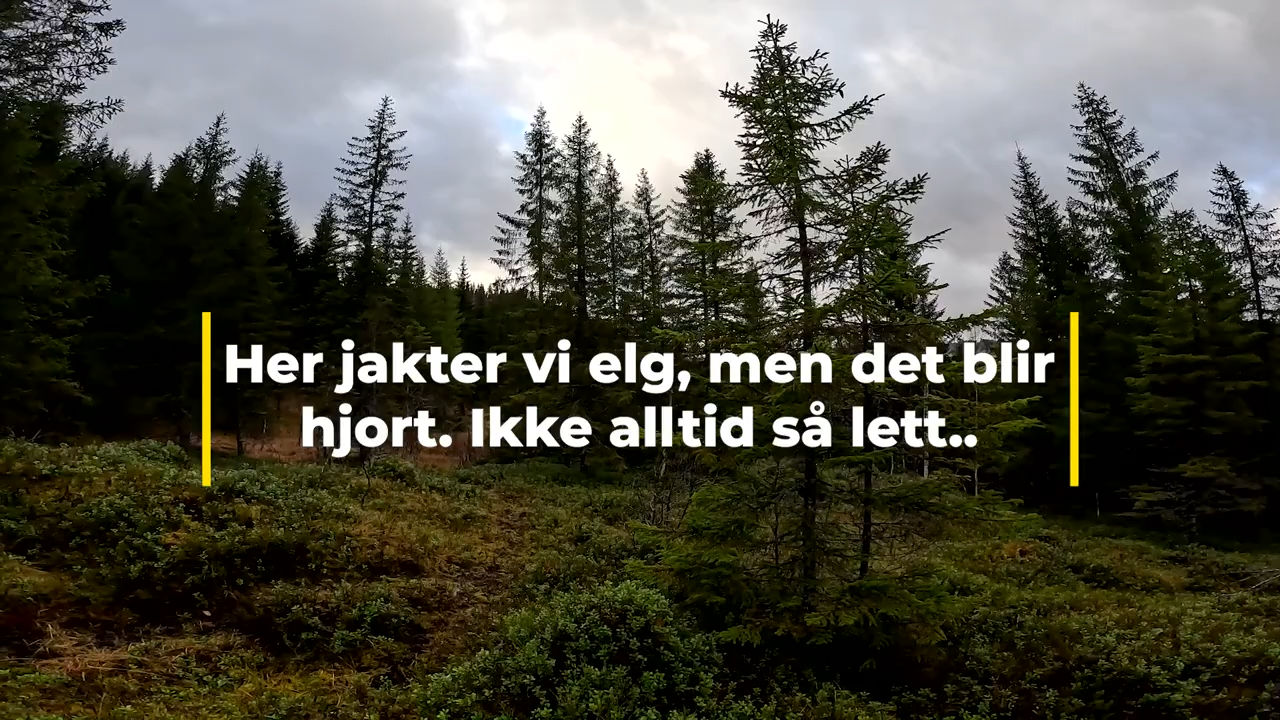 Her jakter vi elg, men det blir
hjort. Ikke alltid så lett..